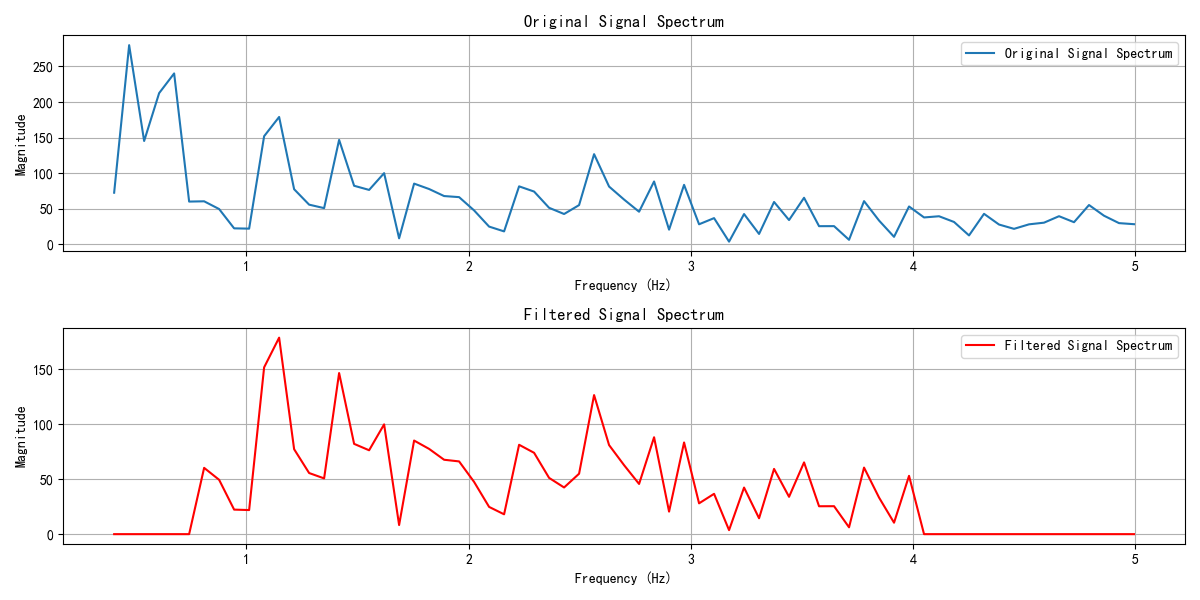 Original Signal Spectrum
Original Signal Spectrum
Magnitude
250
200
150
100
50
0
1 2 3 4 5
Frequency (Hz)
Filtered Signal Spectrum
Filtered Signal Spectrum
Magnitude
150
100
50
0
1 2 3 4 5
Frequency (Hz)